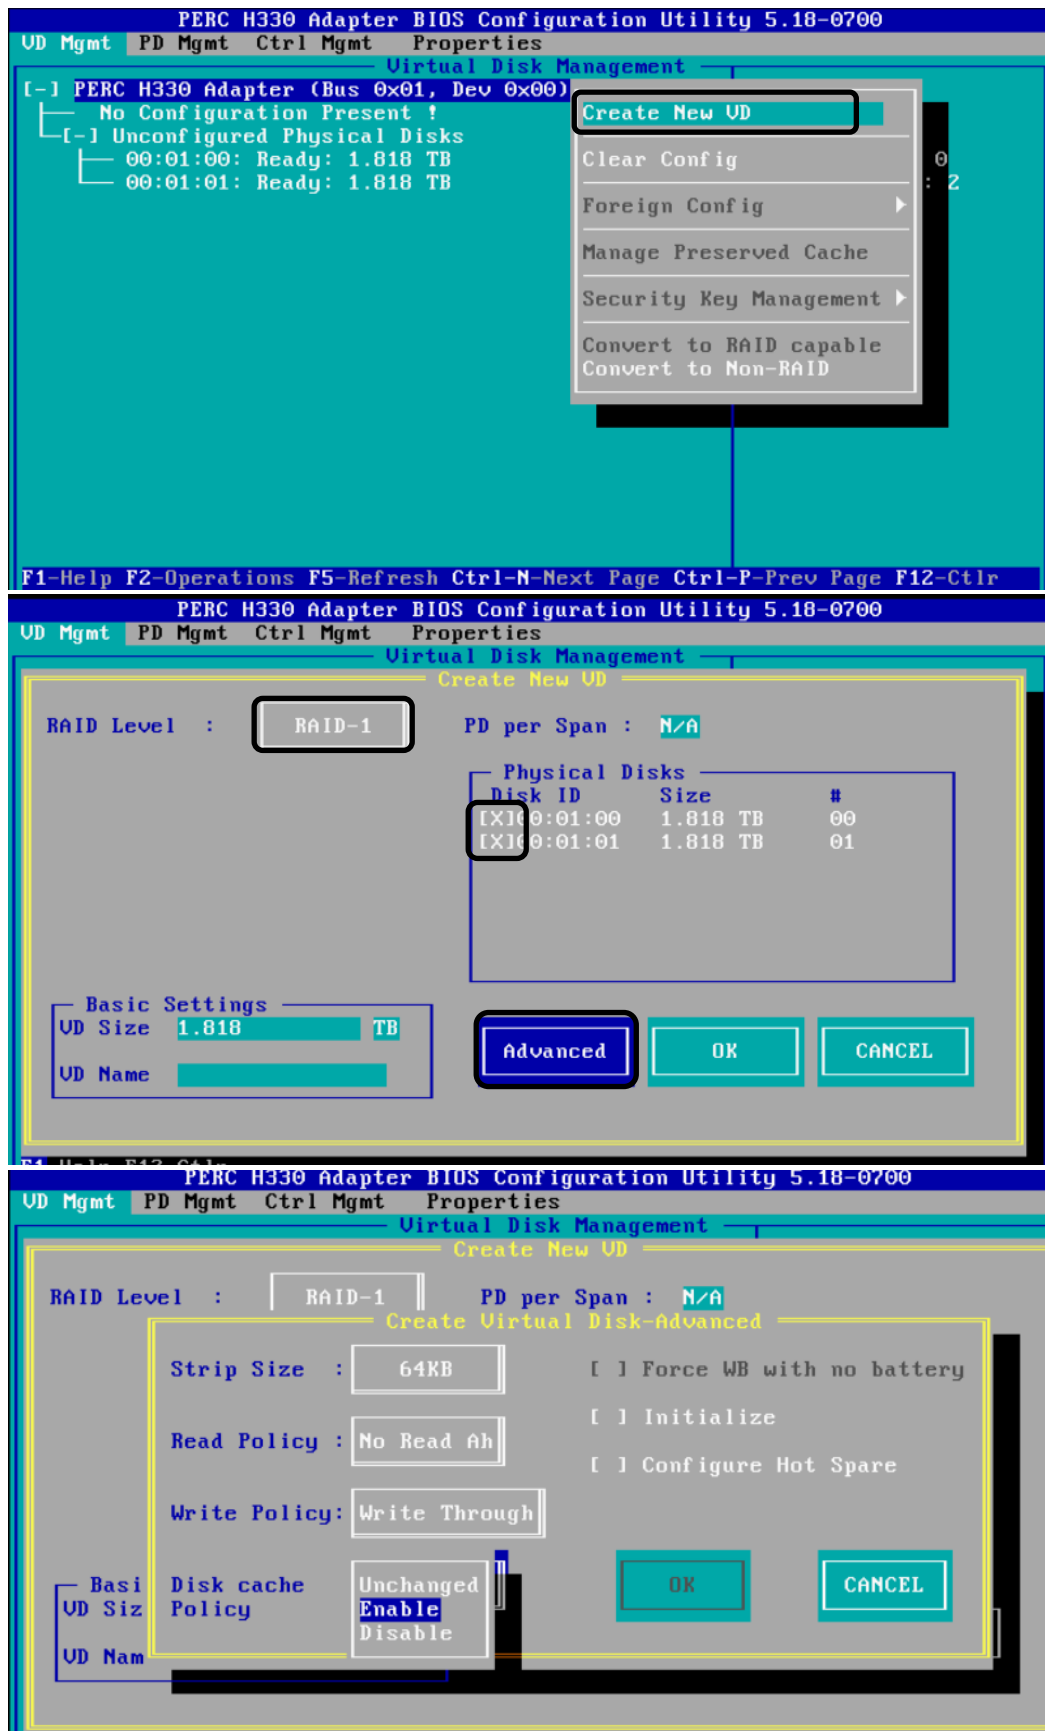 PERC H330 Adapter BIOS Configuration Utility 5.18-0700
VD Mgmt PD Mgmt Ctrl Mgmt Properties
Virtual Disk Management
[-] PERC H330 Adapter (Bus 0x01, Dev 0x00)
No Configuration Present !
[-] Unconfigured Physical Disks
00:01:00: Ready: 1.818 TB
00:01:01: Ready: 1.818 TB
Create New VD
Clear Config
0
: 2
Foreign Config
Manage Preserved Cache
Security Key Management
Convert to RAID capable
Convert to Non-RAID
F1-Help F2-Operations F5-Refresh Ctrl-N-Next Page Ctrl-P-Prev Page F12-Ctlr
PERC H330 Adapter BIOS Configuration Utility 5.18-0700
VD Mgmt PD Mgmt Ctrl Mgmt Properties
Virtual Disk Management
Create New VD
RAID Level : RAID-1 PD per Span : N/A
Physical Disks
Disk ID Size #
[X]00:01:00 1.818 TB 00
[X]00:01:01 1.818 TB 01
Basic Settings
VD Size 1.818 TB
VD Name
Advanced OK CANCEL
PERC H330 Adapter BIOS Configuration Utility 5.18-0700
VD Mgmt PD Mgmt Ctrl Mgmt Properties
Virtual Disk Management
Create New VD
RAID Level : RAID-1 PD per Span : N/A
Create Virtual Disk-Advanced
Strip Size : 64KB [ ] Force WB with no battery
[ ] Initialize
Read Policy : No Read Ah
[ ] Configure Hot Spare
Write Policy: Write Through
Basi Disk cache Unchanged OK CANCEL
VD Siz Policy Enable
Disable
VD Nam